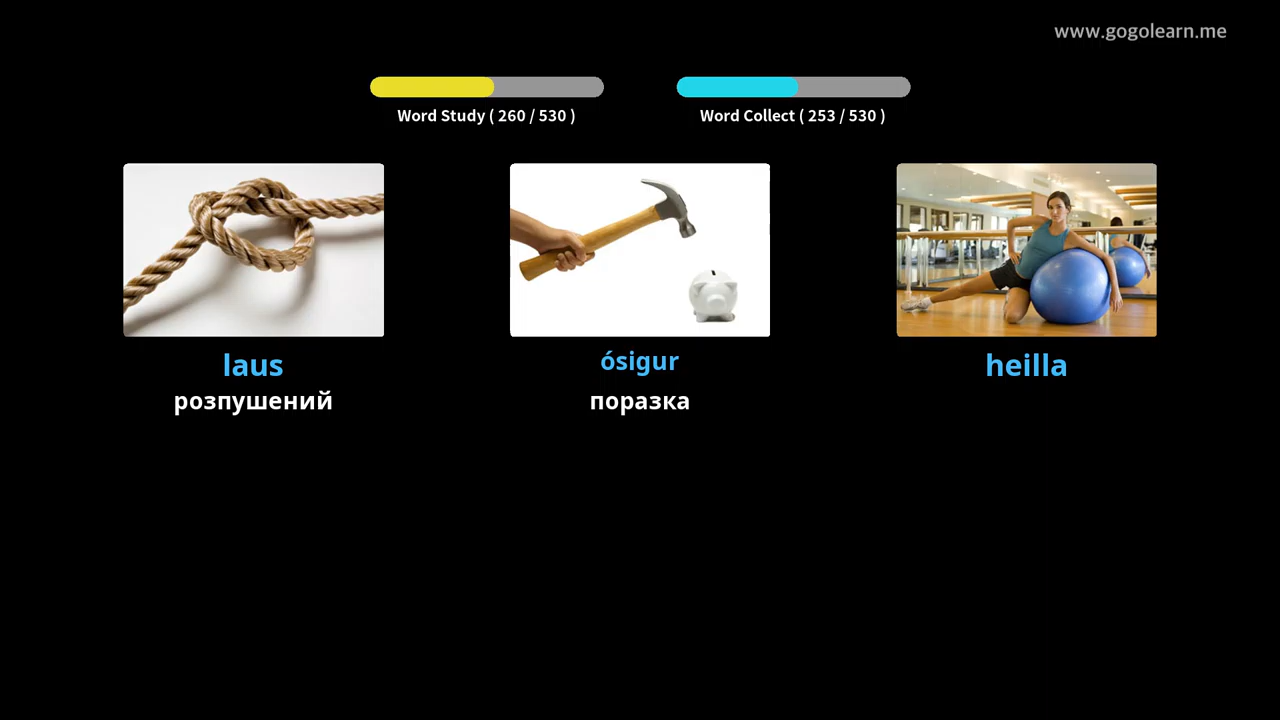 www.gogolearn.me
Word Study ( 260 / 530 )
Word Collect ( 253 / 530 )
laus
розпушений
ósigur
поразка
heilla